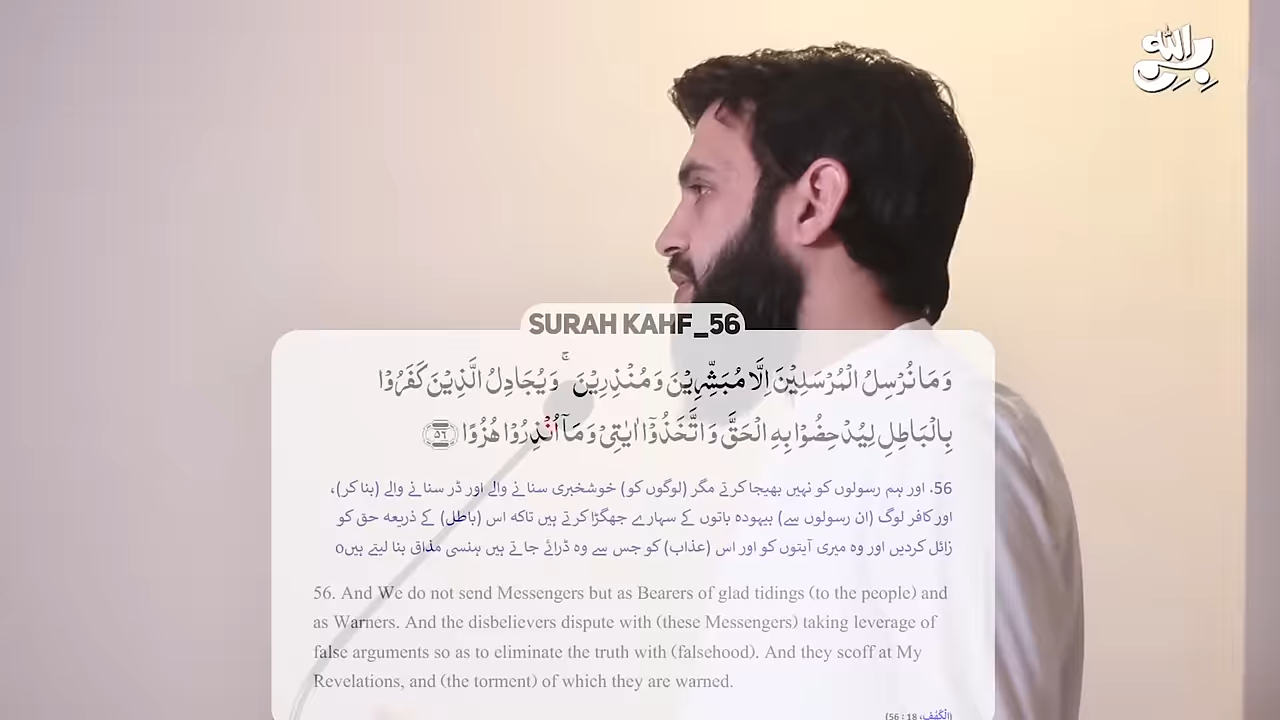 بِسْمِ اللّٰه
SURAH KAHF_56
وَمَا نُرْسِلُ الْمُرْسَلِيْنَ اِلَّا مُبَشِّرِيْنَ وَمُنْذِرِيْنَ ۚ وَيُجَادِلُ الَّذِيْنَ كَفَرُوْا
بِالْبَاطِلِ لِيُدْحِضُوْا بِهِ الْحَقَّ وَاتَّخَذُوْۤا اٰيٰتِيْ وَمَاۤ اُنْذِرُوْا هُزُوًا ۝۵۶
56. اور ہم رسولوں کو نہیں بھیجا کرتے مگر (لوگوں کو) خوشخبری سنانے والے اور ڈر سنانے والے (بنا کر)،
اور کافر لوگ (ان رسولوں سے) بیہودہ باتوں کے سہارے جھگڑا کرتے ہیں تاکہ اس (باطل) کے ذریعہ حق کو
زائل کردیں اور وہ میری آیتوں کو اور اس (عذاب) کو جس سے وہ ڈرائے جاتے ہیں ہنسی مذاق بنا لیتے ہیںo
56. And We do not send Messengers but as Bearers of glad tidings (to the people) and
as Warners. And the disbelievers dispute with (these Messengers) taking leverage of
false arguments so as to eliminate the truth with (falsehood). And they scoff at My
Revelations, and (the torment) of which they are warned.
(الْكَهْف، 18 : 56)